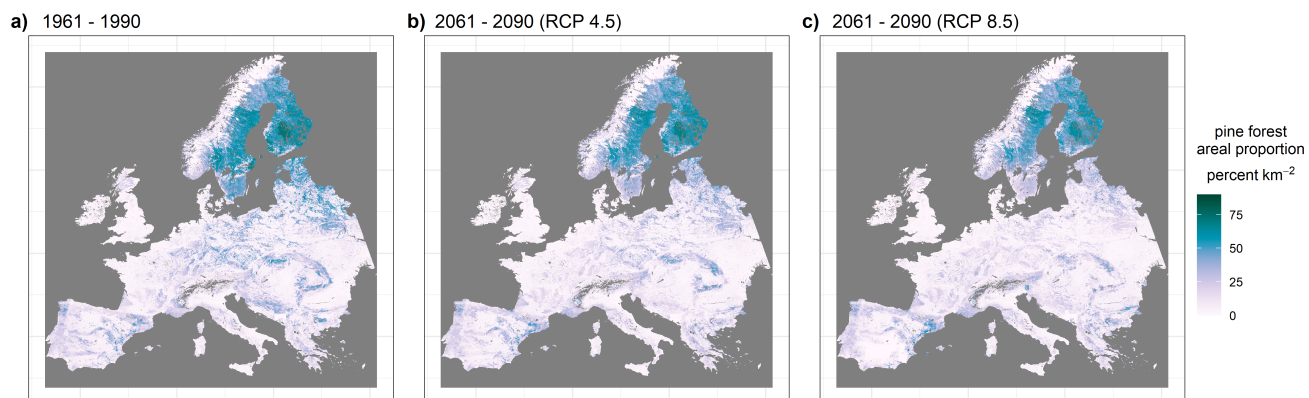 a) 1961 - 1990
b) 2061 - 2090 (RCP 4.5)
c) 2061 - 2090 (RCP 8.5)
pine forest
areal proportion
percent km⁻²
75
50
25
0